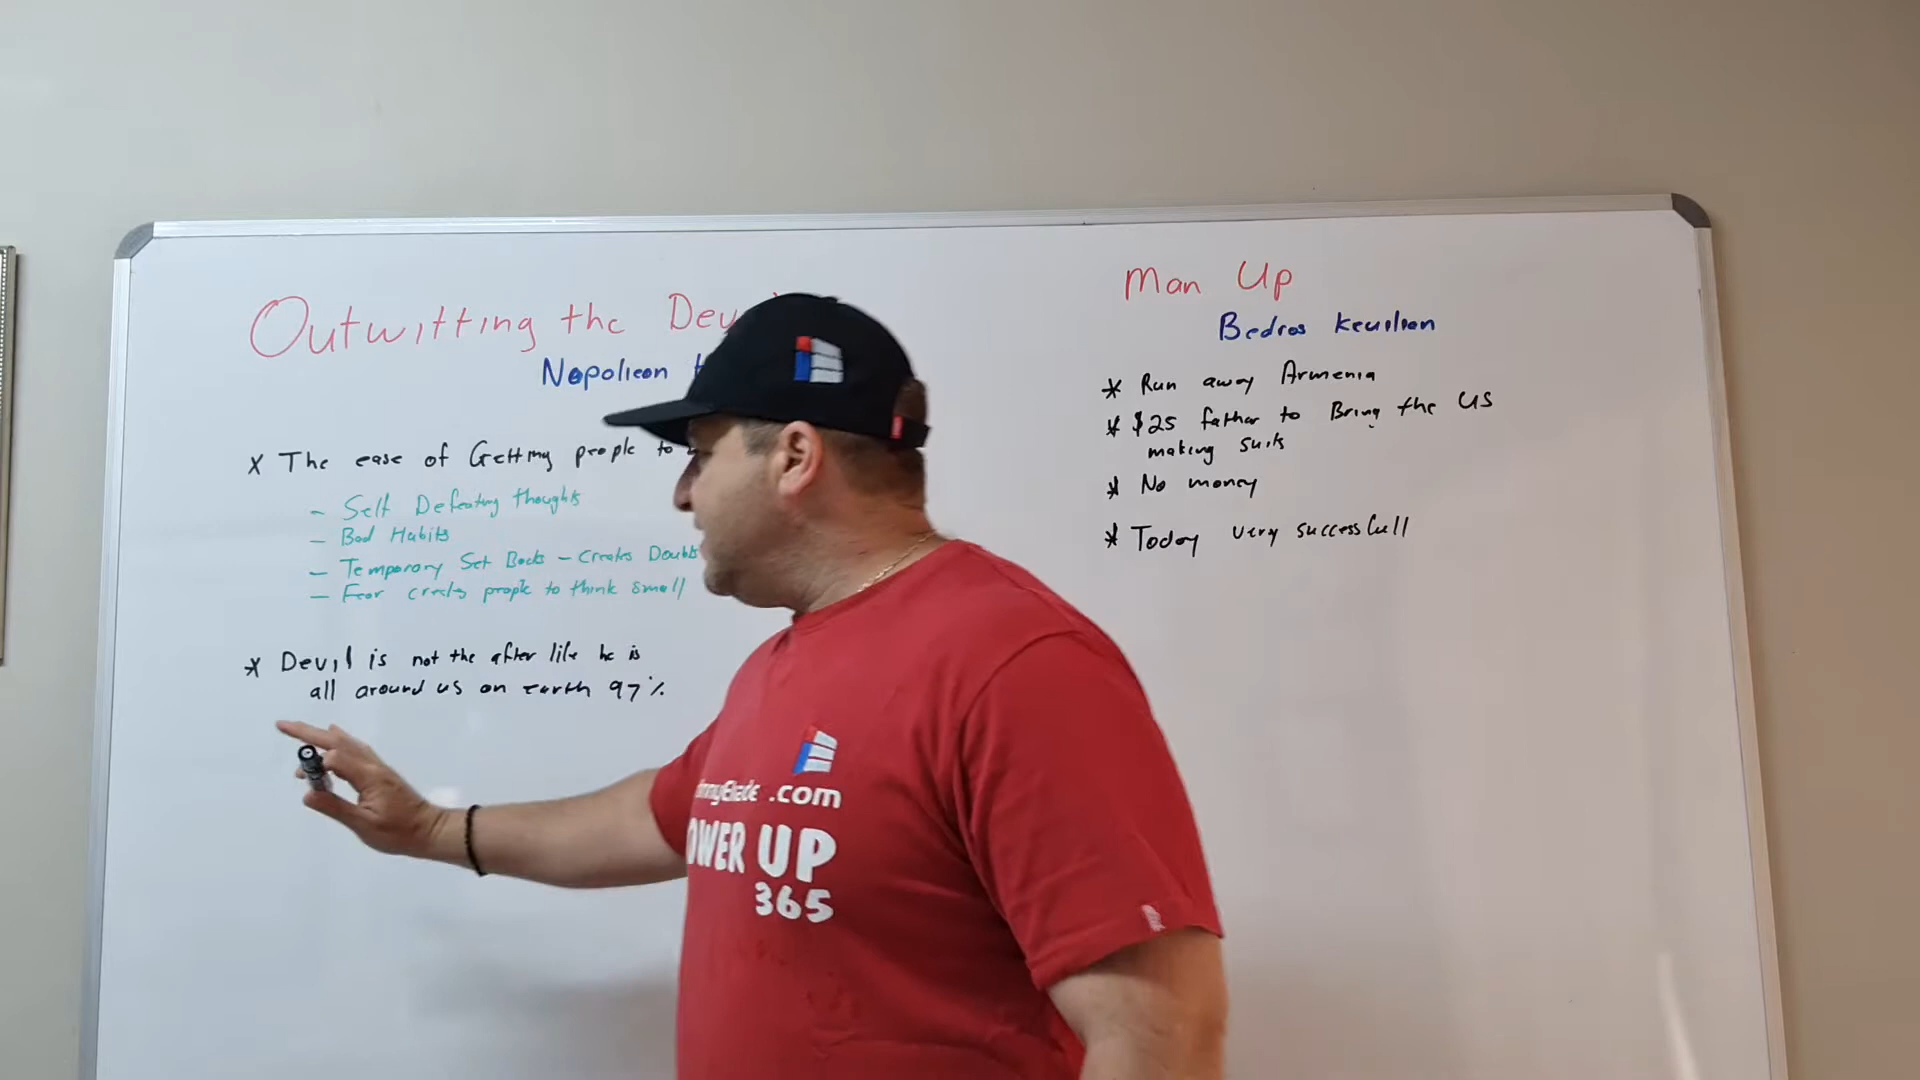 Outwitting the Dev
Napoleon H
X The ease of Getting people to
- Self Defeating thoughts
- Bad Habits
- Temporary Set Backs - Creates Doubts
- Fear creates people to think small
* Devil is not the after life he is
all around us on earth 97%
Man Up
Bedros Keuilian
* Run away Armenia
* $25 father to Bring the US
making suits
* No money
* Today very successfull
nnyElzede .com
OWER UP
365